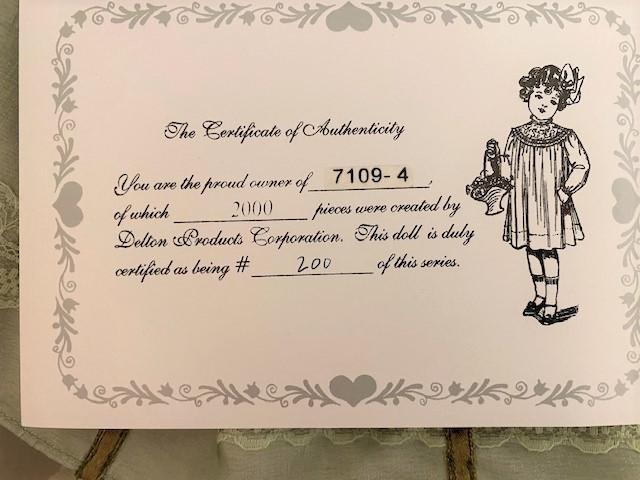 The Certificate of Authenticity
You are the proud owner of 7109-4,
of which 2000 pieces were created by
Delton Products Corporation. This doll is duly
certified as being # 200 of this series.